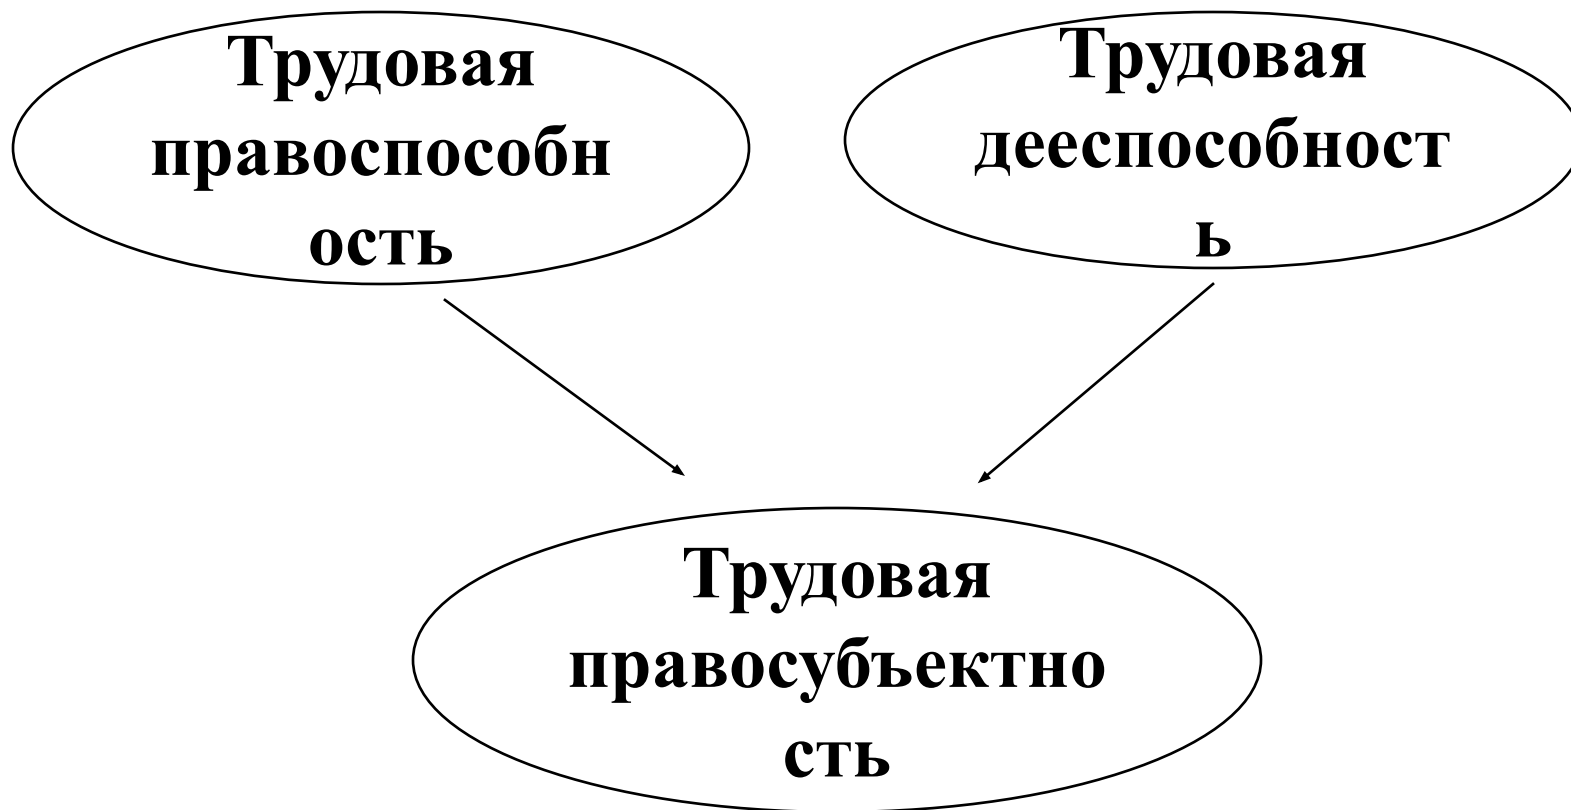 Трудовая
правоспособн
ость
Трудовая
дееспособност
ь
Трудовая
правосубъектно
сть